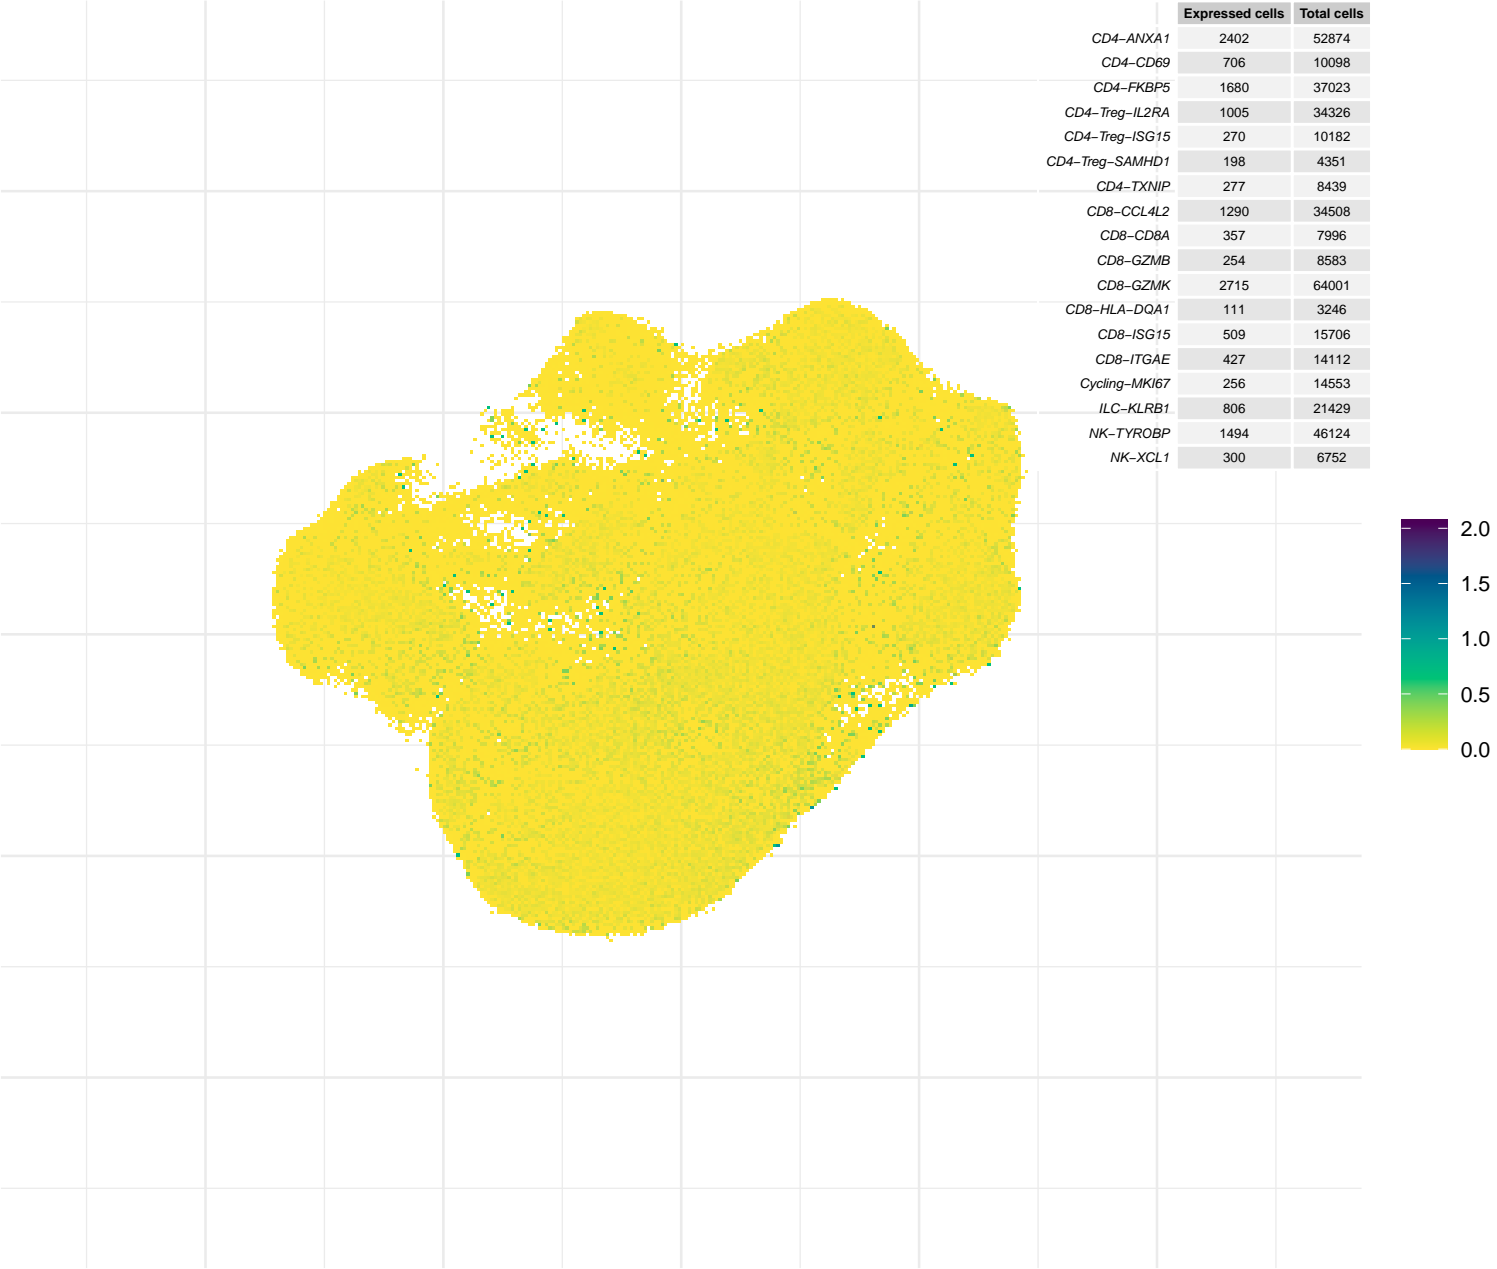 Expressed cells Total cells
CD4−ANXA1 2402 52874
CD4−CD69 706 10098
CD4−FKBP5 1680 37023
CD4−Treg−IL2RA 1005 34326
CD4−Treg−ISG15 270 10182
CD4−Treg−SAMHD1 198 4351
CD4−TXNIP 277 8439
CD8−CCL4L2 1290 34508
CD8−CD8A 357 7996
CD8−GZMB 254 8583
CD8−GZMK 2715 64001
CD8−HLA−DQA1 111 3246
CD8−ISG15 509 15706
CD8−ITGAE 427 14112
Cycling−MKI67 256 14553
ILC−KLRB1 806 21429
NK−TYROBP 1494 46124
NK−XCL1 300 6752
2.0
1.5
1.0
0.5
0.0